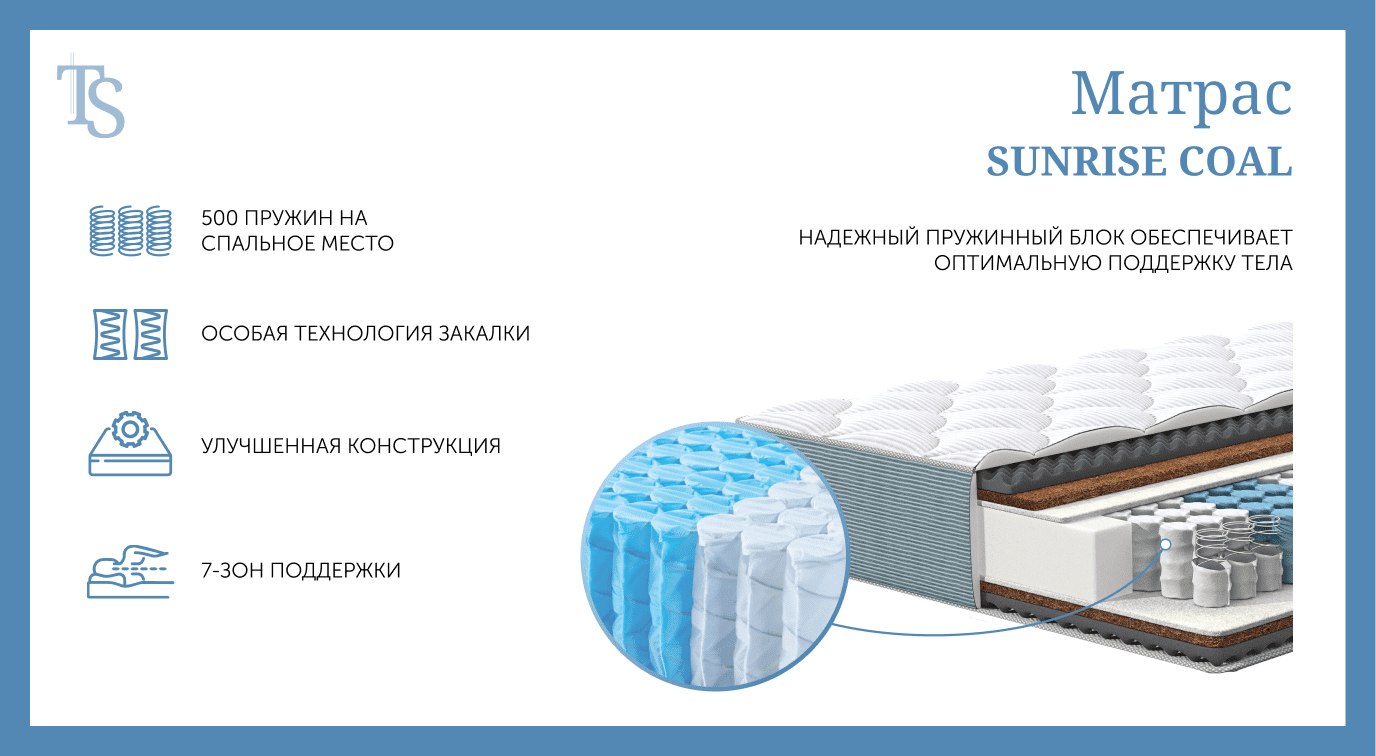 TS
Матрас
SUNRISE COAL
500 ПРУЖИН НА
СПАЛЬНОЕ МЕСТО
НАДЕЖНЫЙ ПРУЖИННЫЙ БЛОК ОБЕСПЕЧИВАЕТ
ОПТИМАЛЬНУЮ ПОДДЕРЖКУ ТЕЛА
ОСОБАЯ ТЕХНОЛОГИЯ ЗАКАЛКИ
УЛУЧШЕННАЯ КОНСТРУКЦИЯ
7-ЗОН ПОДДЕРЖКИ